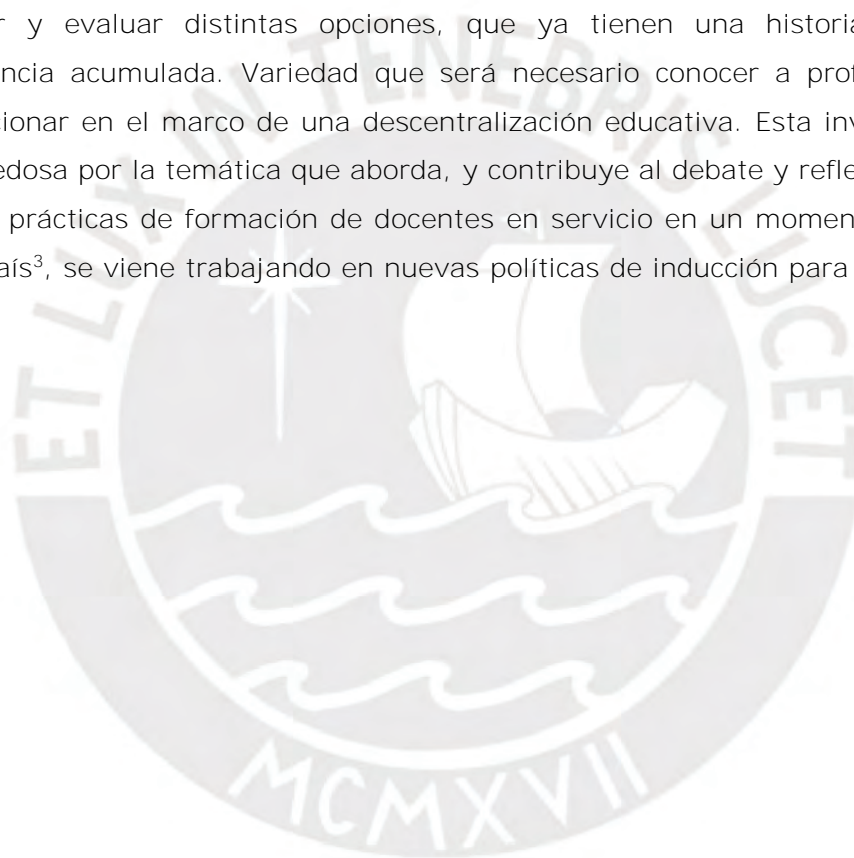 r y evaluar distintas opciones, que ya tienen una historia
ncia acumulada. Variedad que será necesario conocer a prof
cionar en el marco de una descentralización educativa. Esta inv
edosa por la temática que aborda, y contribuye al debate y refle
prácticas de formación de docentes en servicio en un momen
aís³, se viene trabajando en nuevas políticas de inducción para
ET LUX IN TENEBRIS LUCET
MCMXVII